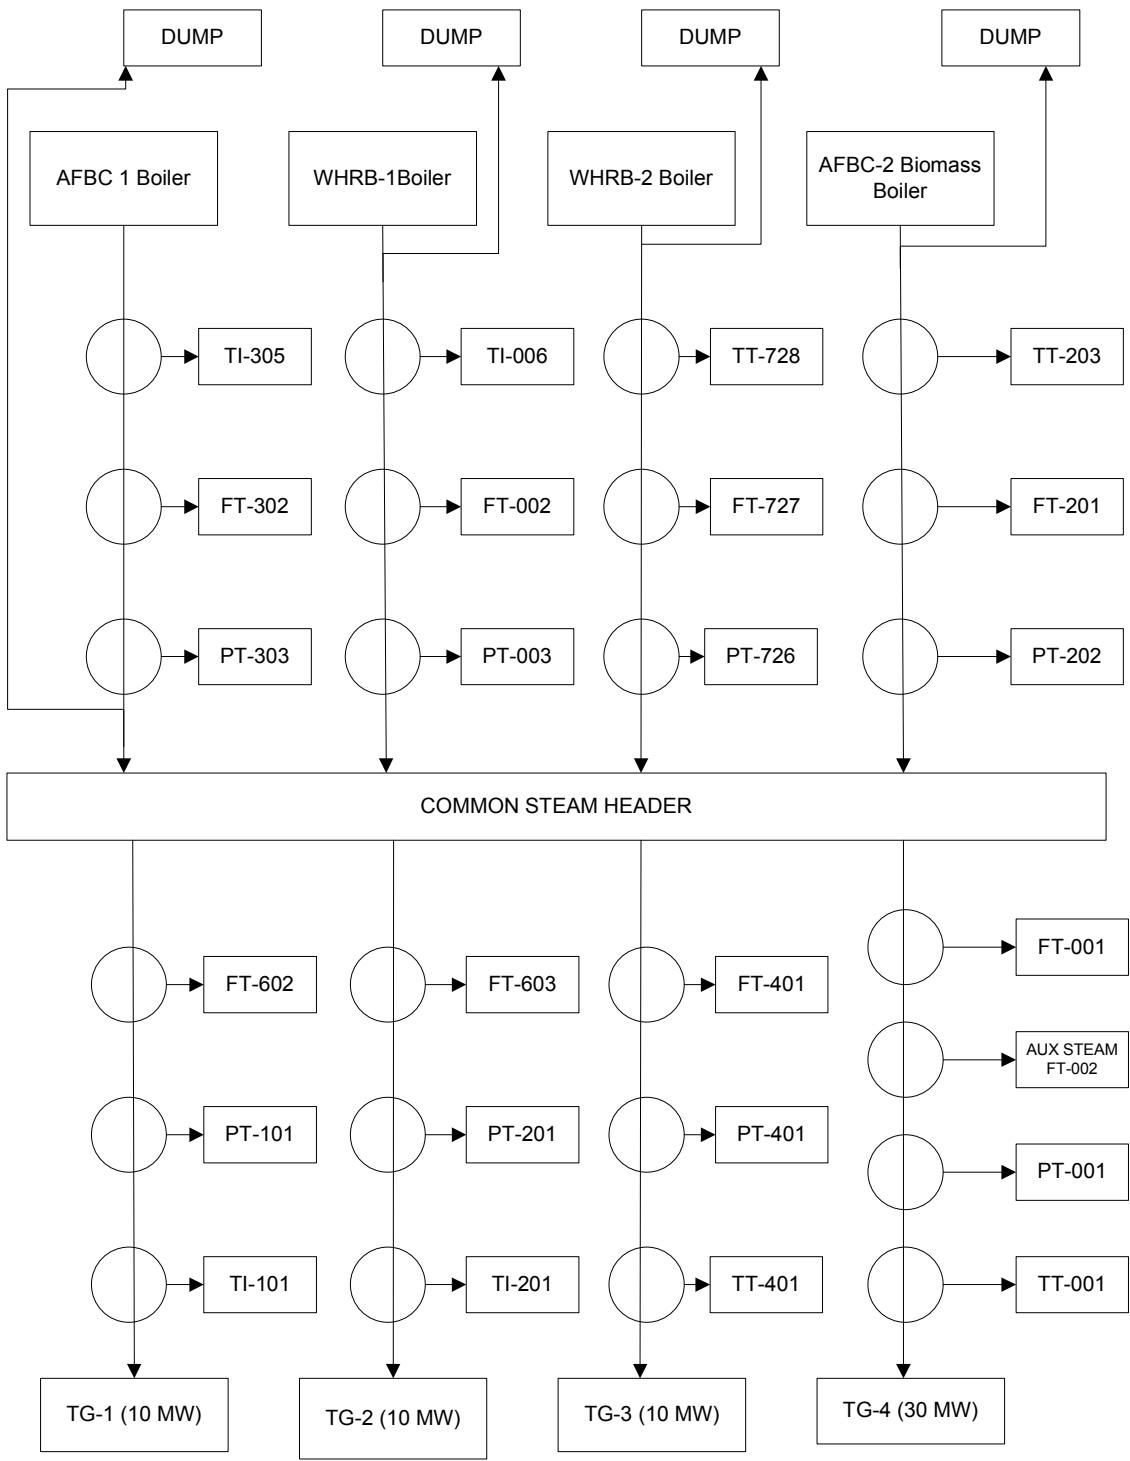 DUMP
DUMP
DUMP
DUMP
AFBC 1 Boiler
WHRB-1Boiler
WHRB-2 Boiler
AFBC-2 Biomass
Boiler
TI-305
TI-006
TT-728
TT-203
FT-302
FT-002
FT-727
FT-201
PT-303
PT-003
PT-726
PT-202
COMMON STEAM HEADER
FT-001
FT-602
FT-603
FT-401
AUX STEAM
FT-002
PT-101
PT-201
PT-401
PT-001
TI-101
TI-201
TT-401
TT-001
TG-1 (10 MW)
TG-2 (10 MW)
TG-3 (10 MW)
TG-4 (30 MW)